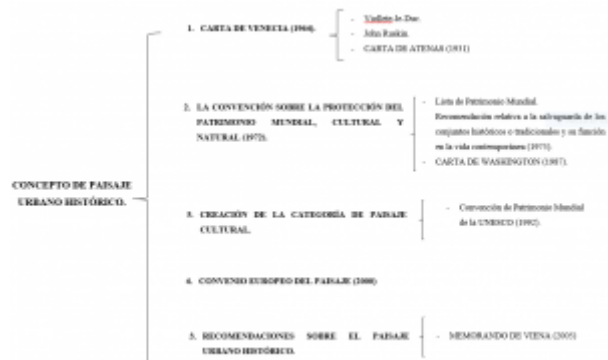 1. CARTA DE VENECIA (1964).
- Viollete-le-Duc.
- John Ruskin.
- CARTA DE ATENAS (1931)
2. LA CONVENCIÓN SOBRE LA PROTECCIÓN DEL
PATRIMONIO MUNDIAL, CULTURAL Y
NATURAL (1972).
- Lista de Patrimonio Mundial.
Recomendación relativa a la salvaguardia de los
conjuntos históricos o tradicionales y su función
en la vida contemporánea (1975).
- CARTA DE WASHINGTON (1987).
CONCEPTO DE PAISAJE
URBANO HISTÓRICO.
3. CREACIÓN DE LA CATEGORÍA DE PAISAJE
CULTURAL.
- Convención de Patrimonio Mundial
de la UNESCO (1992).
4. CONVENIO EUROPEO DEL PAISAJE (2000)
5. RECOMENDACIONES SOBRE EL PAISAJE
URBANO HISTÓRICO.
- MEMORANDO DE VIENA (2005)